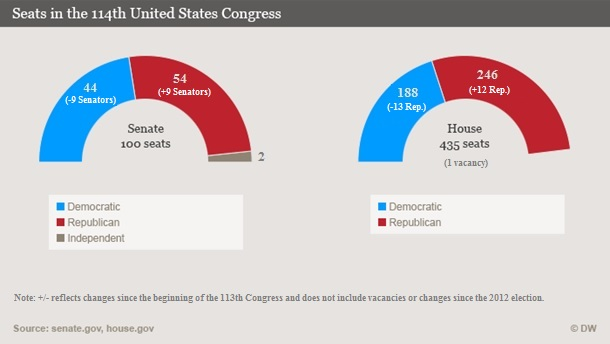 Seats in the 114th United States Congress
44
(-9 Senators)
54
(+9 Senators)
Senate
100 seats
2
188
(-13 Rep.)
246
(+12 Rep.)
House
435 seats
(1 vacancy)
Democratic
Republican
Independent
Democratic
Republican
Note: +/- reflects changes since the beginning of the 113th Congress and does not include vacancies or changes since the 2012 election.
Source: senate.gov, house.gov
© DW